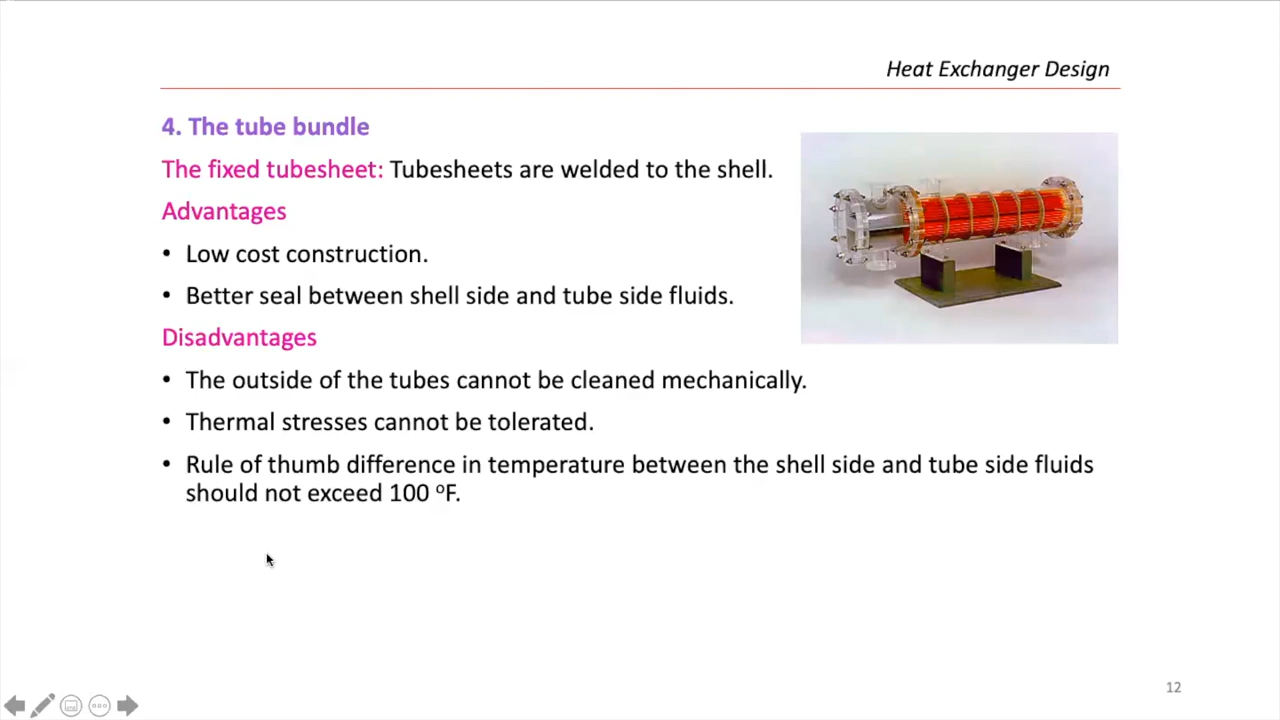 Heat Exchanger Design
4. The tube bundle
The fixed tubesheet: Tubesheets are welded to the shell.
Advantages
• Low cost construction.
• Better seal between shell side and tube side fluids.
Disadvantages
• The outside of the tubes cannot be cleaned mechanically.
• Thermal stresses cannot be tolerated.
• Rule of thumb difference in temperature between the shell side and tube side fluids
should not exceed 100 ºF.
12